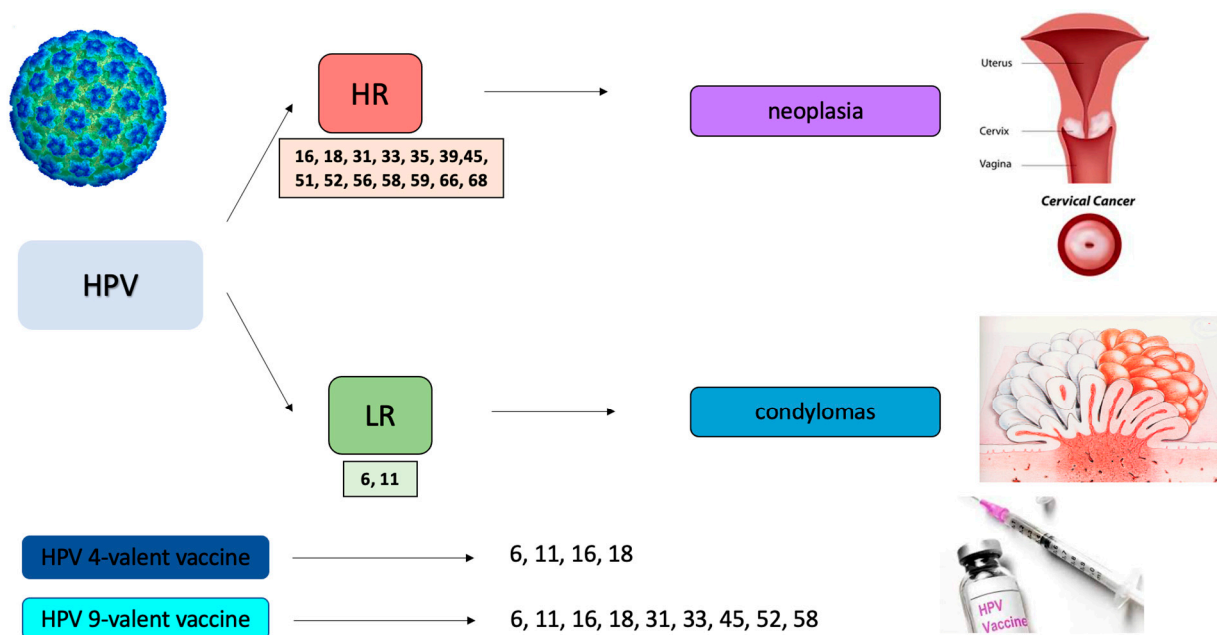 HPV
HR
16, 18, 31, 33, 35, 39,45,
51, 52, 56, 58, 59, 66, 68
neoplasia
Uterus
Cervix
Vagina
Cervical Cancer
LR
6, 11
condylomas
HPV 4-valent vaccine
6, 11, 16, 18
HPV 9-valent vaccine
6, 11, 16, 18, 31, 33, 45, 52, 58
HPV
Vaccine